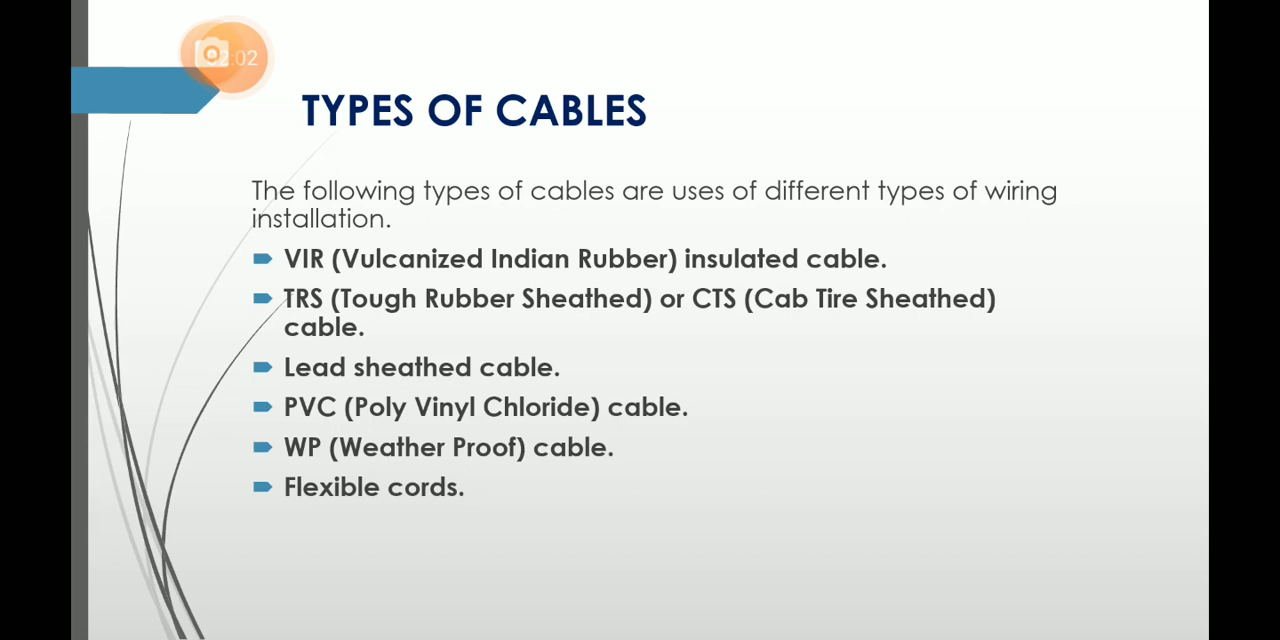 TYPES OF CABLES
The following types of cables are uses of different types of wiring
installation.
VIR (Vulcanized Indian Rubber) insulated cable.
TRS (Tough Rubber Sheathed) or CTS (Cab Tire Sheathed)
cable.
Lead sheathed cable.
PVC (Poly Vinyl Chloride) cable.
WP (Weather Proof) cable.
Flexible cords.